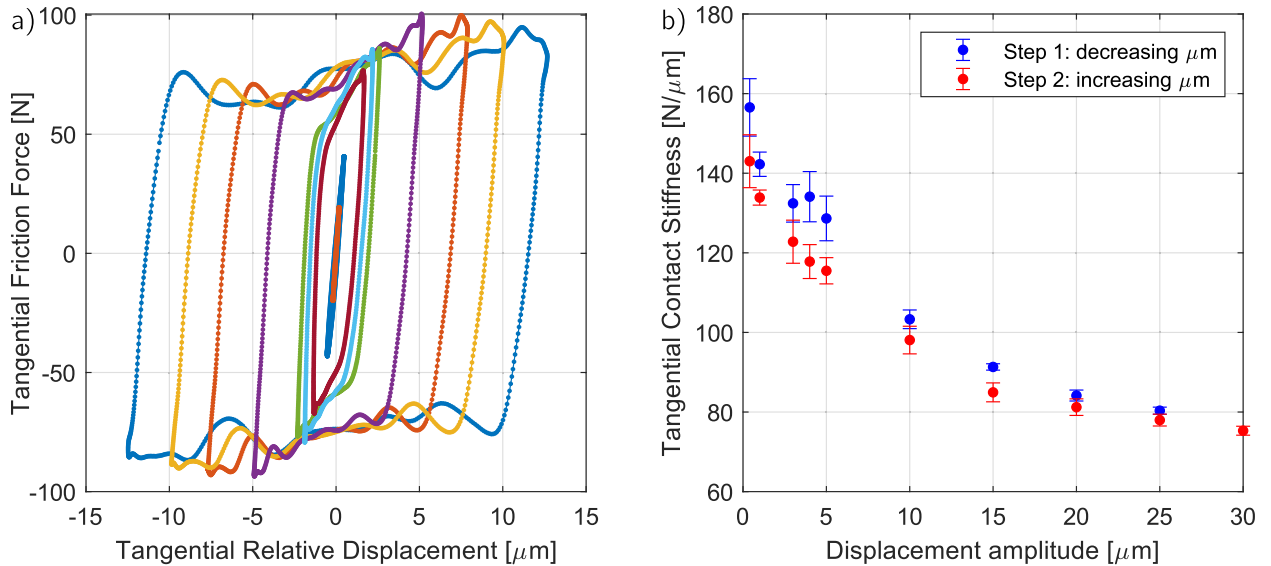 a)
100
50
0
-50
-100
Tangential Friction Force [N]
-15 -10 -5 0 5 10 15
Tangential Relative Displacement [μm]
b)
180
160
140
120
100
80
60
Tangential Contact Stiffness [N/μm]
Step 1: decreasing μm
Step 2: increasing μm
0 5 10 15 20 25 30
Displacement amplitude [μm]